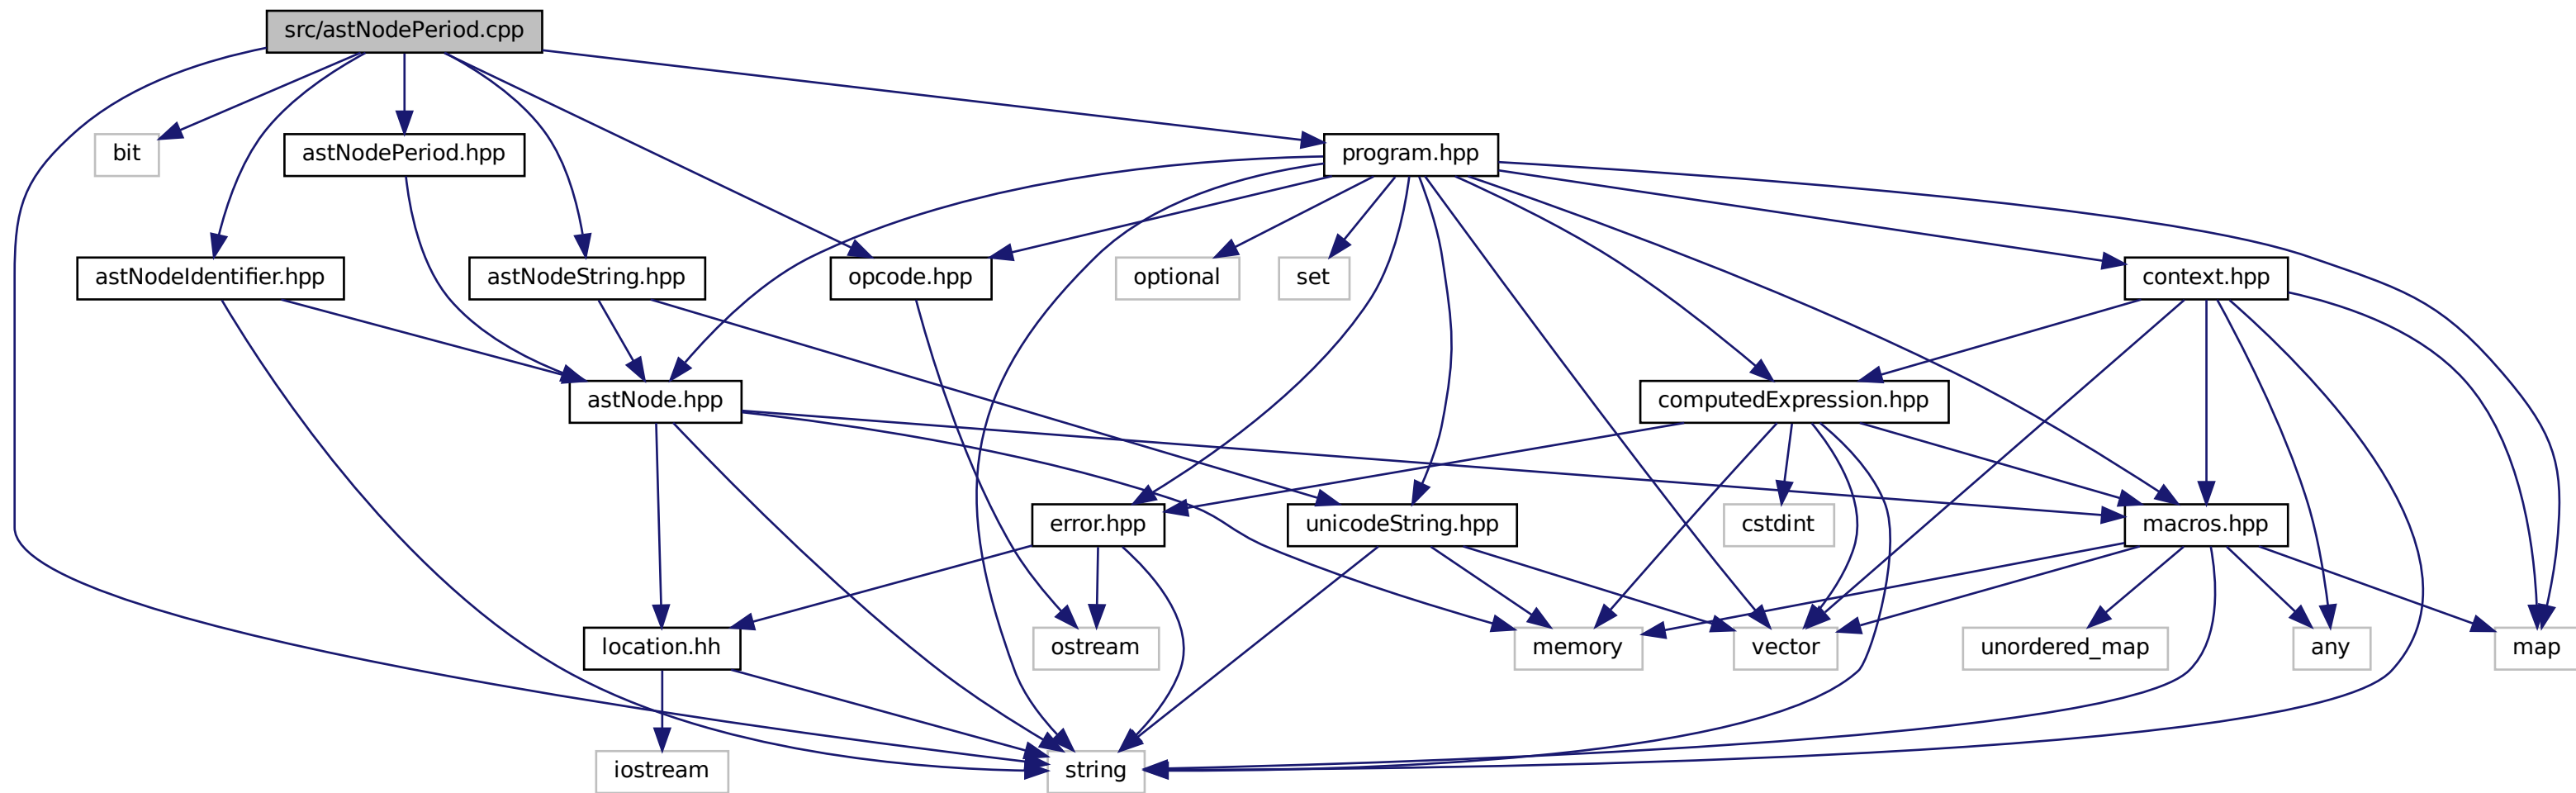 src/astNodePeriod.cpp
bit
astNodePeriod.hpp
program.hpp
astNodeIdentifier.hpp
astNodeString.hpp
opcode.hpp
optional
set
context.hpp
astNode.hpp
computedExpression.hpp
error.hpp
unicodeString.hpp
cstdint
macros.hpp
location.hh
ostream
memory
vector
unordered_map
any
map
iostream
string